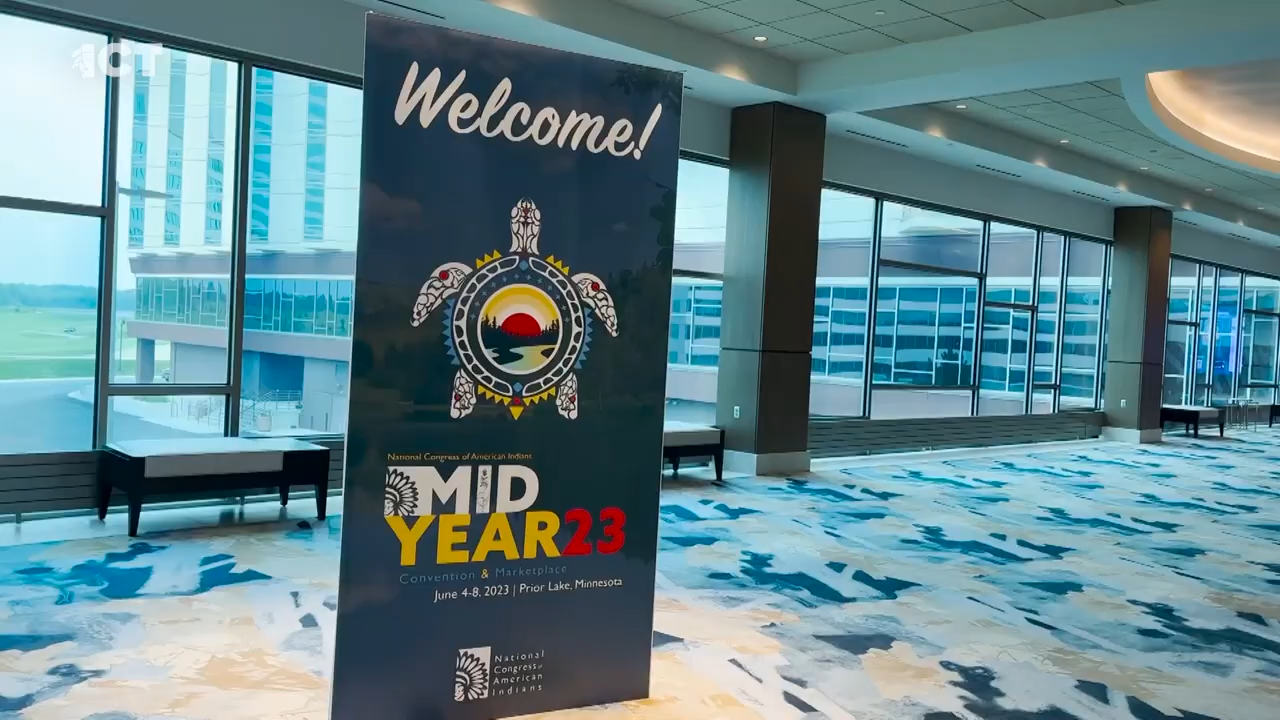 ICT
Welcome!
National Congress of American Indians
MID
YEAR23
Convention & Marketplace
June 4-8, 2023 | Prior Lake, Minnesota
National
Congress of
American
Indians